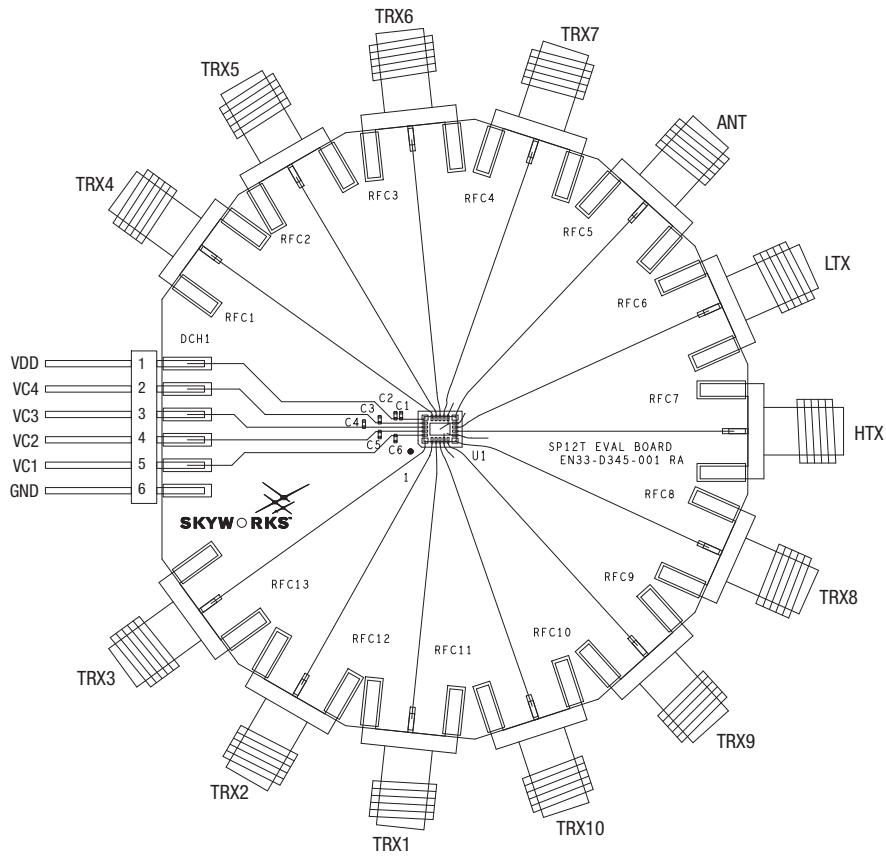 TRX6
TRX7
TRX5
ANT
TRX4
RFC3
RFC4
RFC2
RFC5
LTX
RFC6
RFC1
DCH1
VDD 1
VC4 2
VC3 3
VC2 4
VC1 5
GND 6
C2
C1
C3
C4
C5
C6
U1
1
RFC7
HTX
SP12T EVAL BOARD
EN33-D345-001 RA
RFC8
SKYWORKS™
RFC9
RFC13
TRX8
RFC10
RFC12
RFC11
TRX3
TRX9
TRX2
TRX10
TRX1